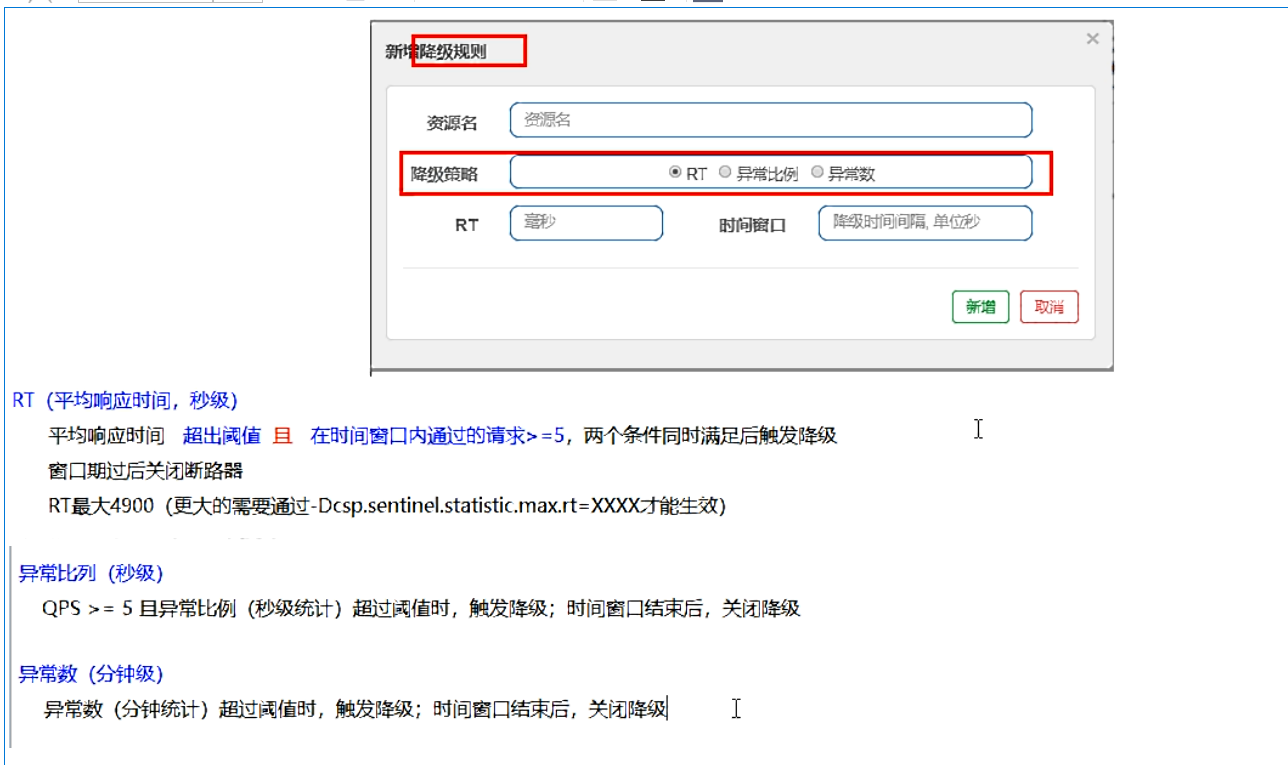 新增降级规则
×
资源名 资源名
降级策略 RT 异常比例 异常数
RT 毫秒 时间窗口 降级时间间隔, 单位秒
新增 取消
RT（平均响应时间，秒级）
平均响应时间 超出阈值 且 在时间窗口内通过的请求>=5，两个条件同时满足后触发降级
窗口期过后关闭断路器
RT最大4900（更大的需要通过-Dcsp.sentinel.statistic.max.rt=XXXX才能生效）
异常比列（秒级）
QPS >= 5 且异常比例（秒级统计）超过阈值时，触发降级；时间窗口结束后，关闭降级
异常数（分钟级）
异常数（分钟统计）超过阈值时，触发降级；时间窗口结束后，关闭降级